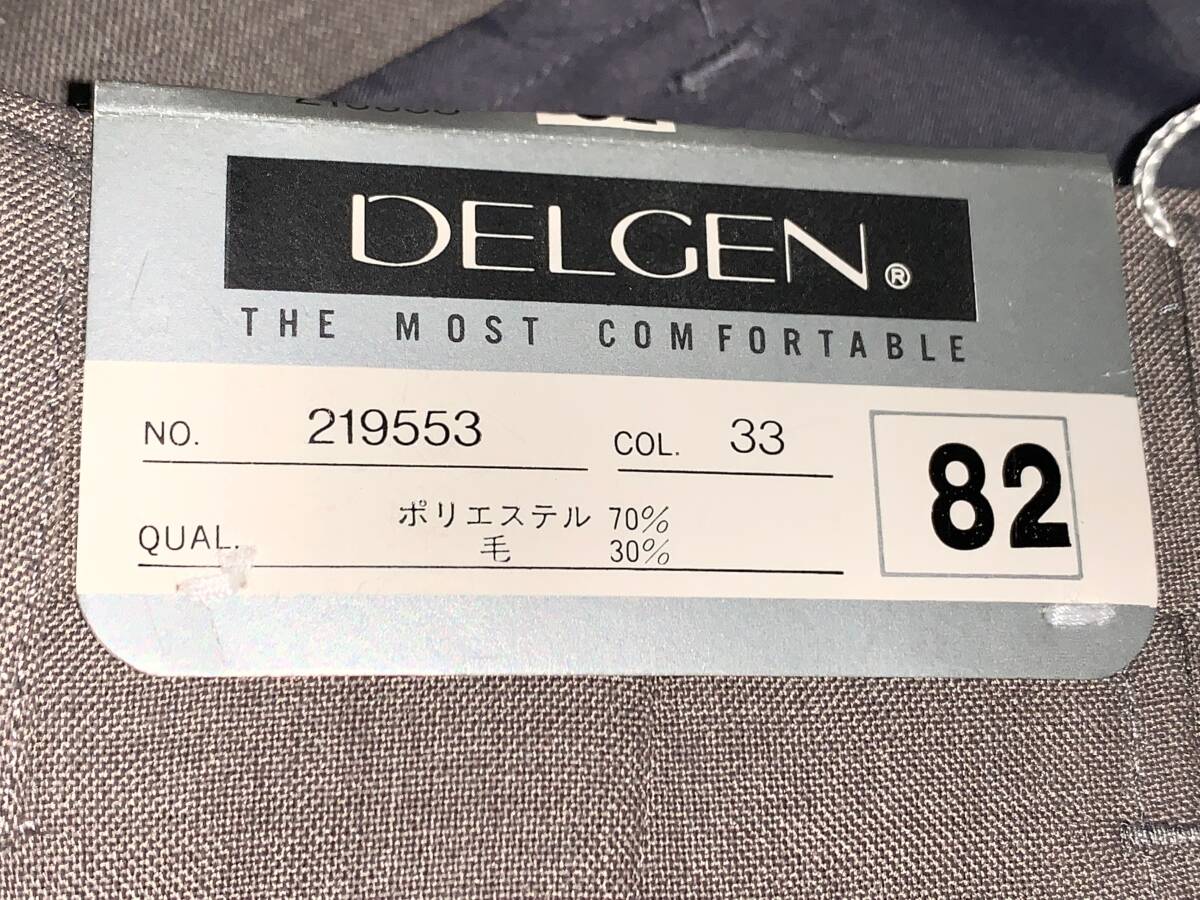 DELGEN®
THE MOST COMFORTABLE
NO. 219553 COL. 33
82
QUAL. ポリエステル 70%
毛 30%